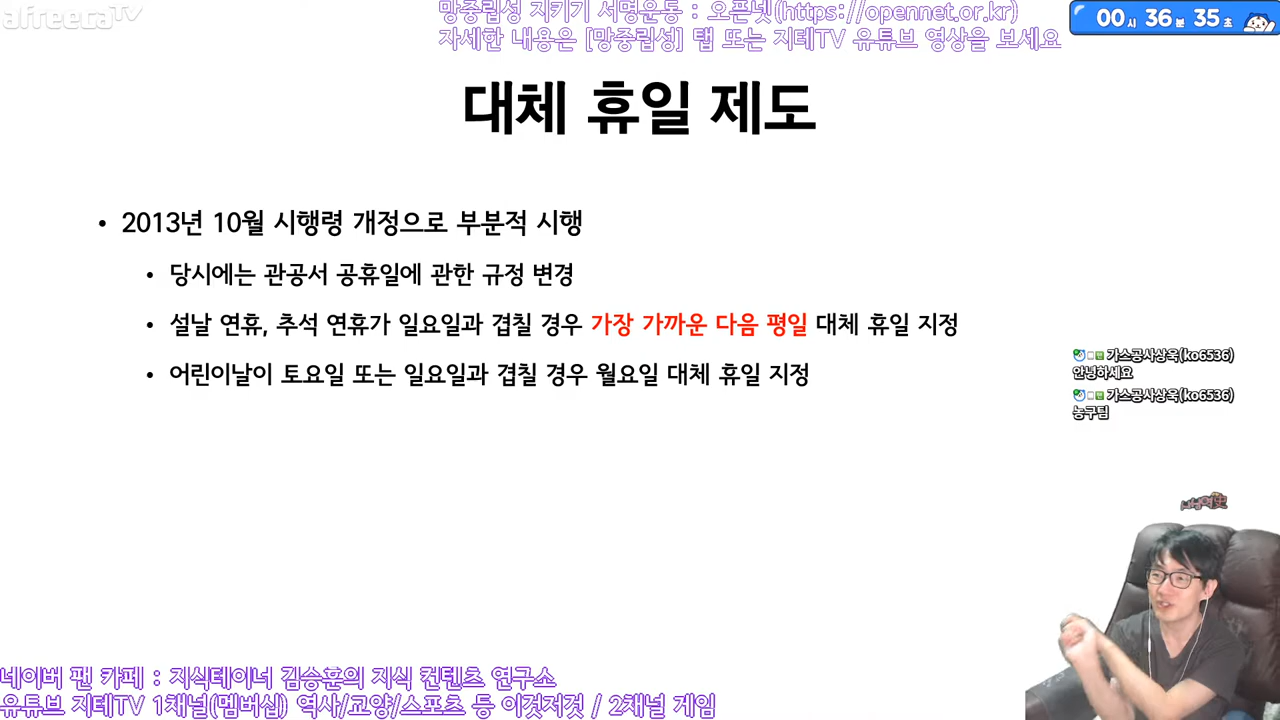 afreecaTV
망중립성 지키기 서명운동 : 오픈넷(https://opennet.or.kr)
자세한 내용은 [망중립성] 탭 또는 지테TV 유튜브 영상을 보세요
00시 36분 35초
대체 휴일 제도
• 2013년 10월 시행령 개정으로 부분적 시행
• 당시에는 관공서 공휴일에 관한 규정 변경
• 설날 연휴, 추석 연휴가 일요일과 겹칠 경우 가장 가까운 다음 평일 대체 휴일 지정
• 어린이날이 토요일 또는 일요일과 겹칠 경우 월요일 대체 휴일 지정
가스공사상욱(ko6536)
안녕하세요
가스공사상욱(ko6536)
농구팀
네이버 팬 카페 : 지식테이너 김승훈의 지식 컨텐츠 연구소
유튜브 지테TV 1채널(멤버십) 역사/교양/스포츠 등 이것저것 / 2채널 게임